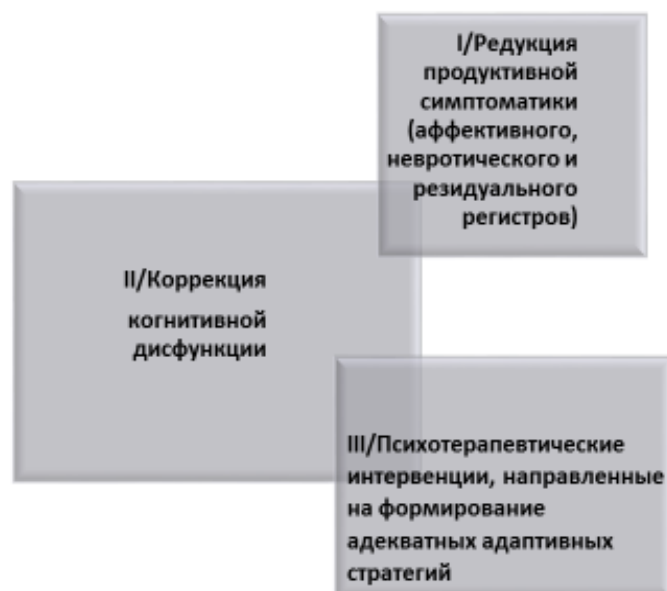 I/Редукция
продуктивной
симптоматики
(аффективного,
невротического и
резидуального
регистров)
II/Коррекция
когнитивной
дисфункции
III/Психотерапевтические
интервенции, направленные
на формирование
адекватных адаптивных
стратегий